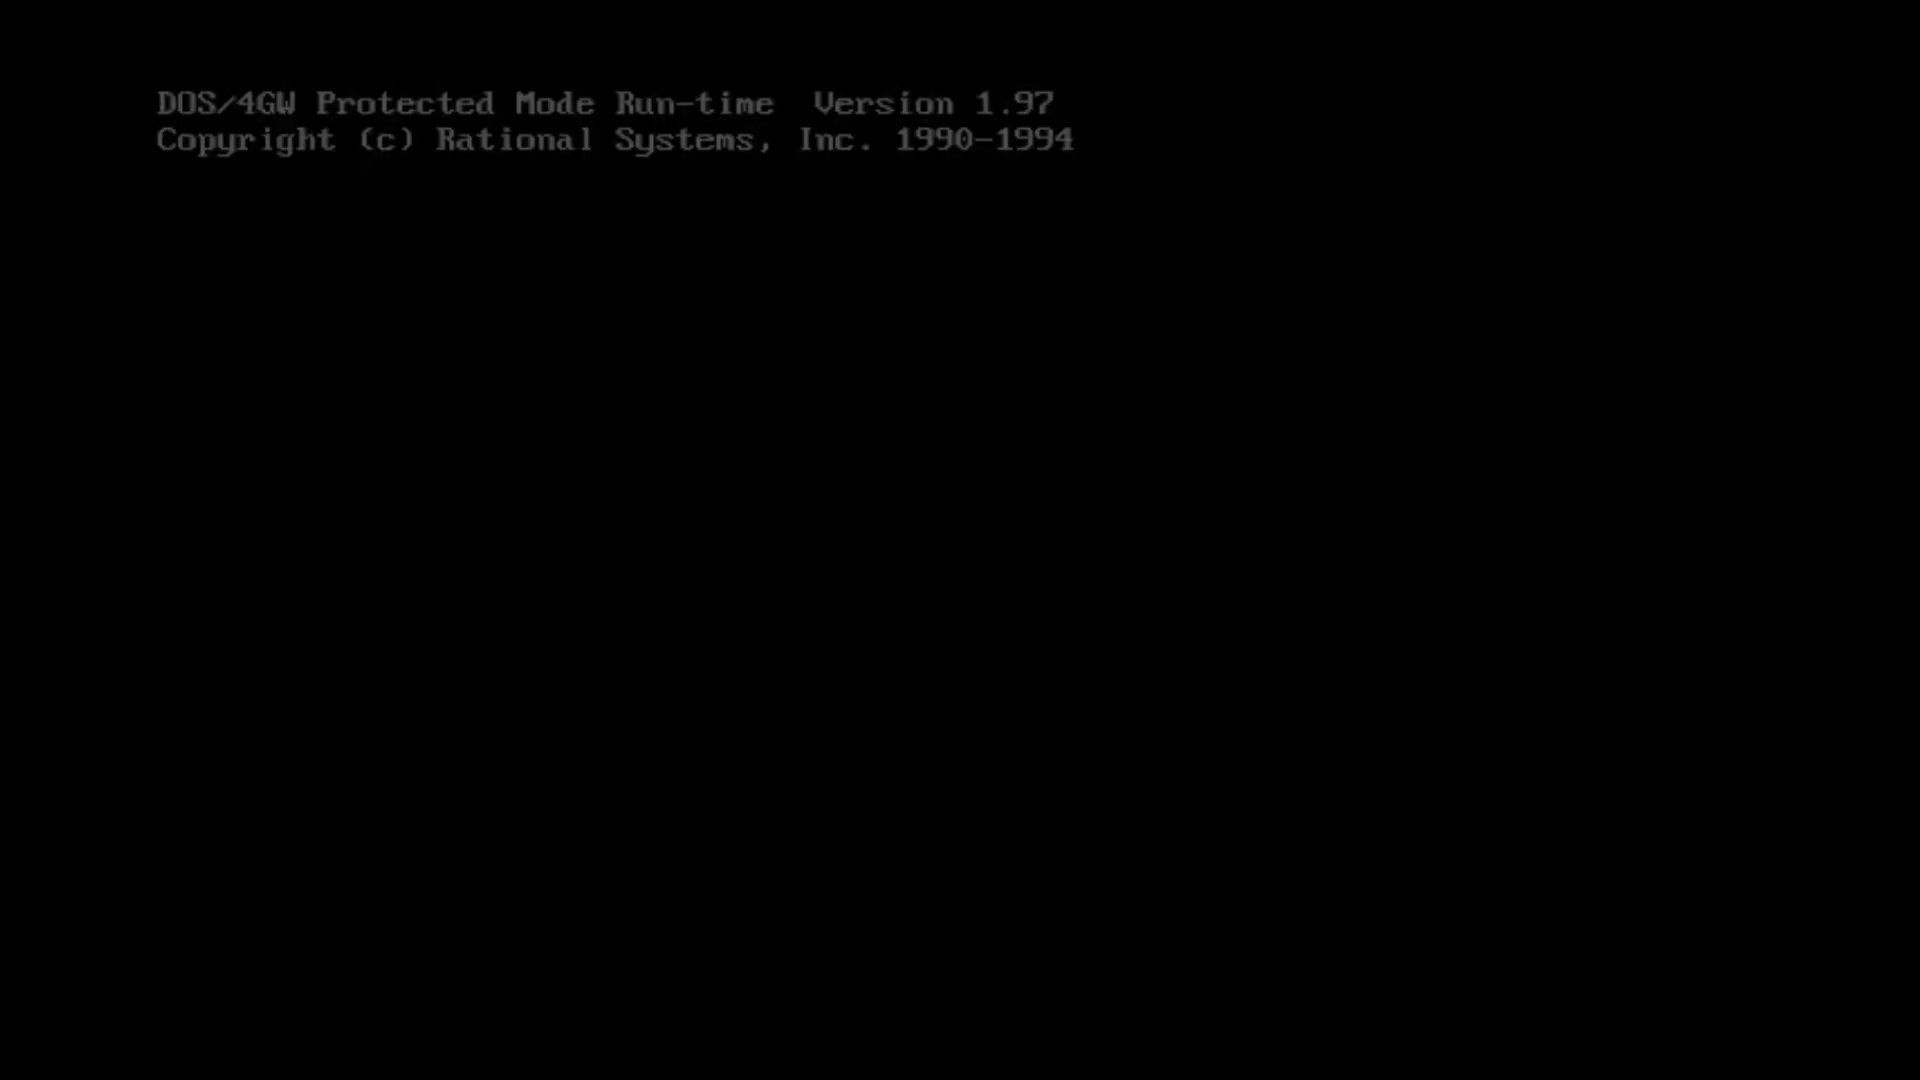 DOS/4GW Protected Mode Run-time  Version 1.97
Copyright (c) Rational Systems, Inc. 1990-1994